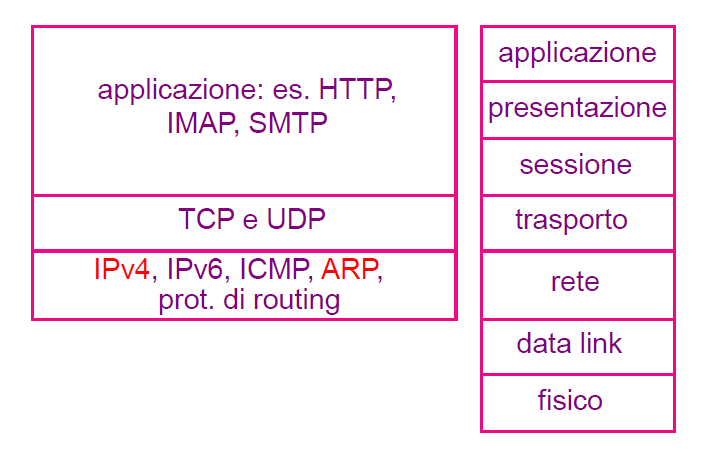 applicazione: es. HTTP,
IMAP, SMTP
TCP e UDP
IPv4, IPv6, ICMP, ARP,
prot. di routing
applicazione
presentazione
sessione
trasporto
rete
data link
fisico